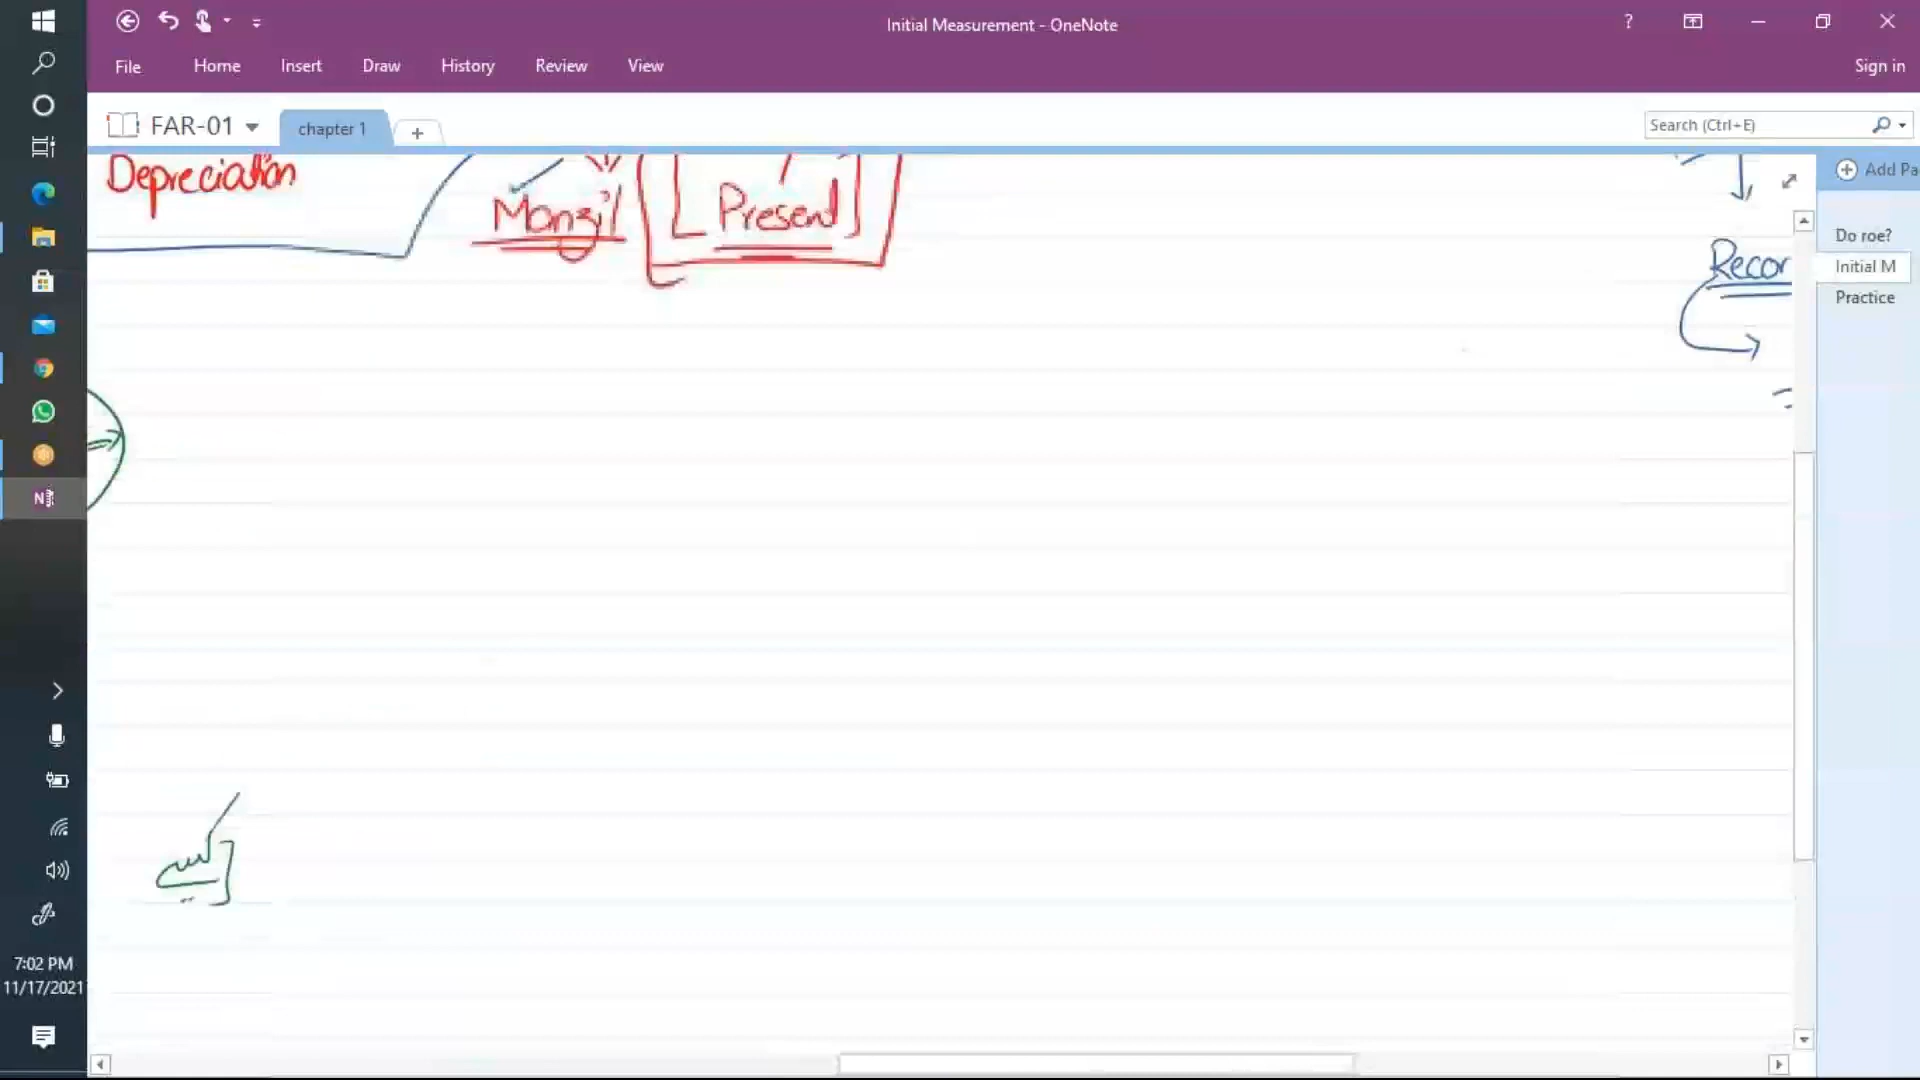 Initial Measurement - OneNote
?
File Home Insert Draw History Review View
Sign in
FAR-01
chapter 1
+
Search (Ctrl+E)
Add Pa
Depreciation
Manzil
Present
Recor
Do roe?
Initial M
Practice
7:02 PM
11/17/2021